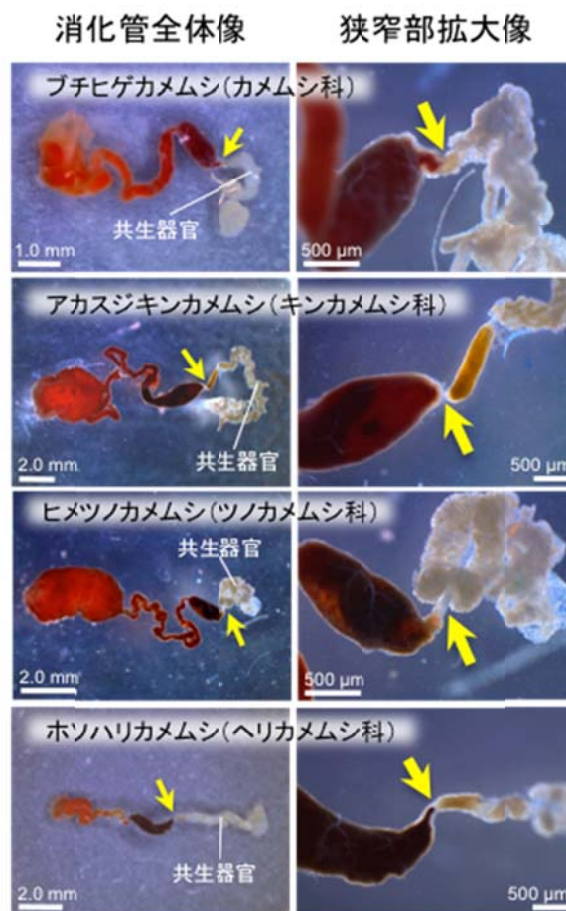 消化管全体像
狭窄部拡大像
ブチヒゲカメムシ(カメムシ科)
共生器官
1.0 mm
500 μm
アカスジキンカメムシ(キンカメムシ科)
共生器官
2.0 mm
500 μm
ヒメツノカメムシ(ツノカメムシ科)
共生器官
2.0 mm
500 μm
ホソハリカメムシ(ヘリカメムシ科)
共生器官
2.0 mm
500 μm